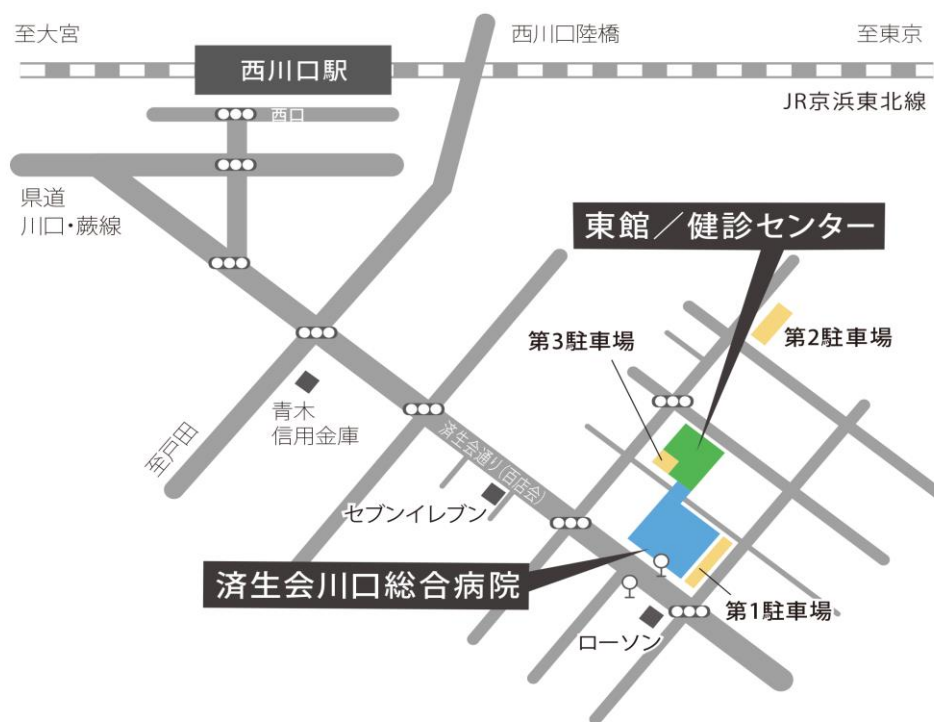 至大宮
西川口陸橋
至東京
西川口駅
JR京浜東北線
西口
県道
川口・蕨線
東館／健診センター
第3駐車場
第2駐車場
青木
信用金庫
至戸田
済生会通り（百店会）
セブンイレブン
済生会川口総合病院
第1駐車場
ローソン